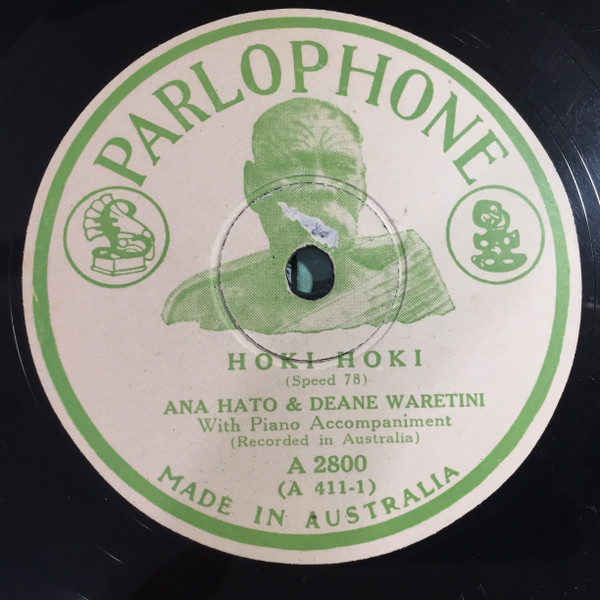 PARLOPHONE
HOKI HOKI
(Speed 78)
ANA HATO & DEANE WARETINI
With Piano Accompaniment
(Recorded in Australia)
A 2800
(A 411-1)
MADE IN AUSTRALIA